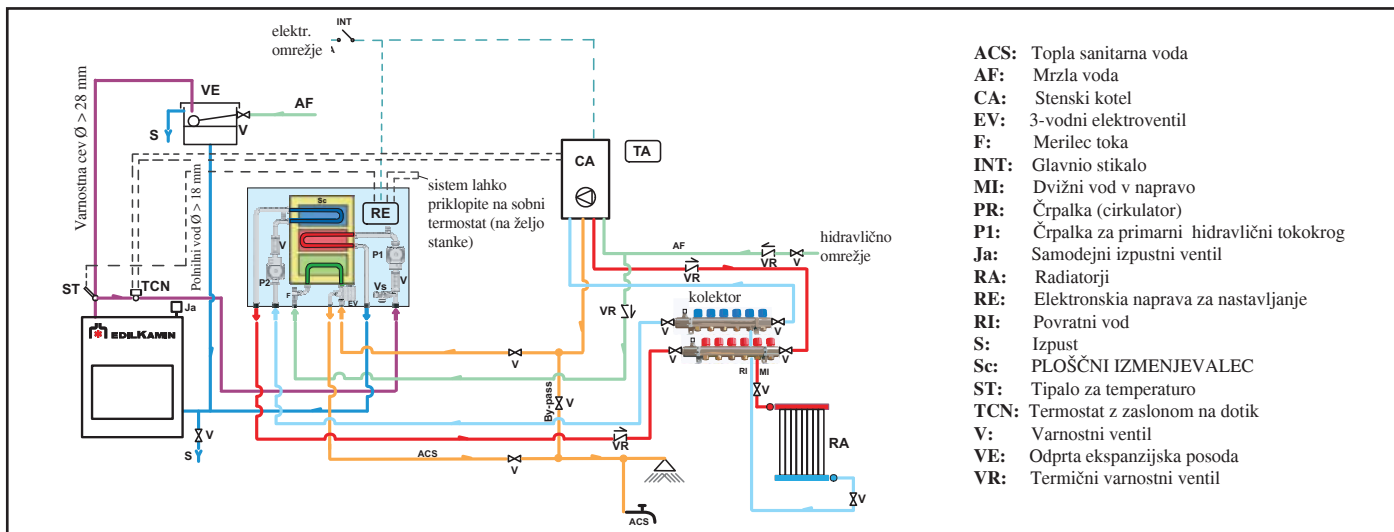 elektr.
omrežje
INT
Varnostna cev Ø > 28 mm
VE
AF
V
S
Polnilni vod Ø > 18 mm
CA
TA
sistem lahko
priklopite na sobni
termostat (na željo
stanke)
Sc
RE
V
P1
P2
V
Vs
F
EV
ST
TCN
Ja
EDILKAMIN
AF
VR
V
hidravlično
omrežje
VR
VR
kolektor
V
V
V
V
RI
MI
V
V
By-pass
V
VR
ACS
V
V
S
RA
V
ACS
ACS: Topla sanitarna voda
AF: Mrzla voda
CA: Stenski kotel
EV: 3-vodni elektroventil
F: Merilec toka
INT: Glavnio stikalo
MI: Dvižni vod v napravo
PR: Črpalka (cirkulator)
P1: Črpalka za primarni hidravlični tokokrog
Ja: Samodejni izpustni ventil
RA: Radiatorji
RE: Elektronskia naprava za nastavljanje
RI: Povratni vod
S: Izpust
Sc: PLOŠČNI IZMENJEVALEC
ST: Tipalo za temperaturo
TCN: Termostat z zaslonom na dotik
V: Varnostni ventil
VE: Odprta ekspanzijska posoda
VR: Termični varnostni ventil